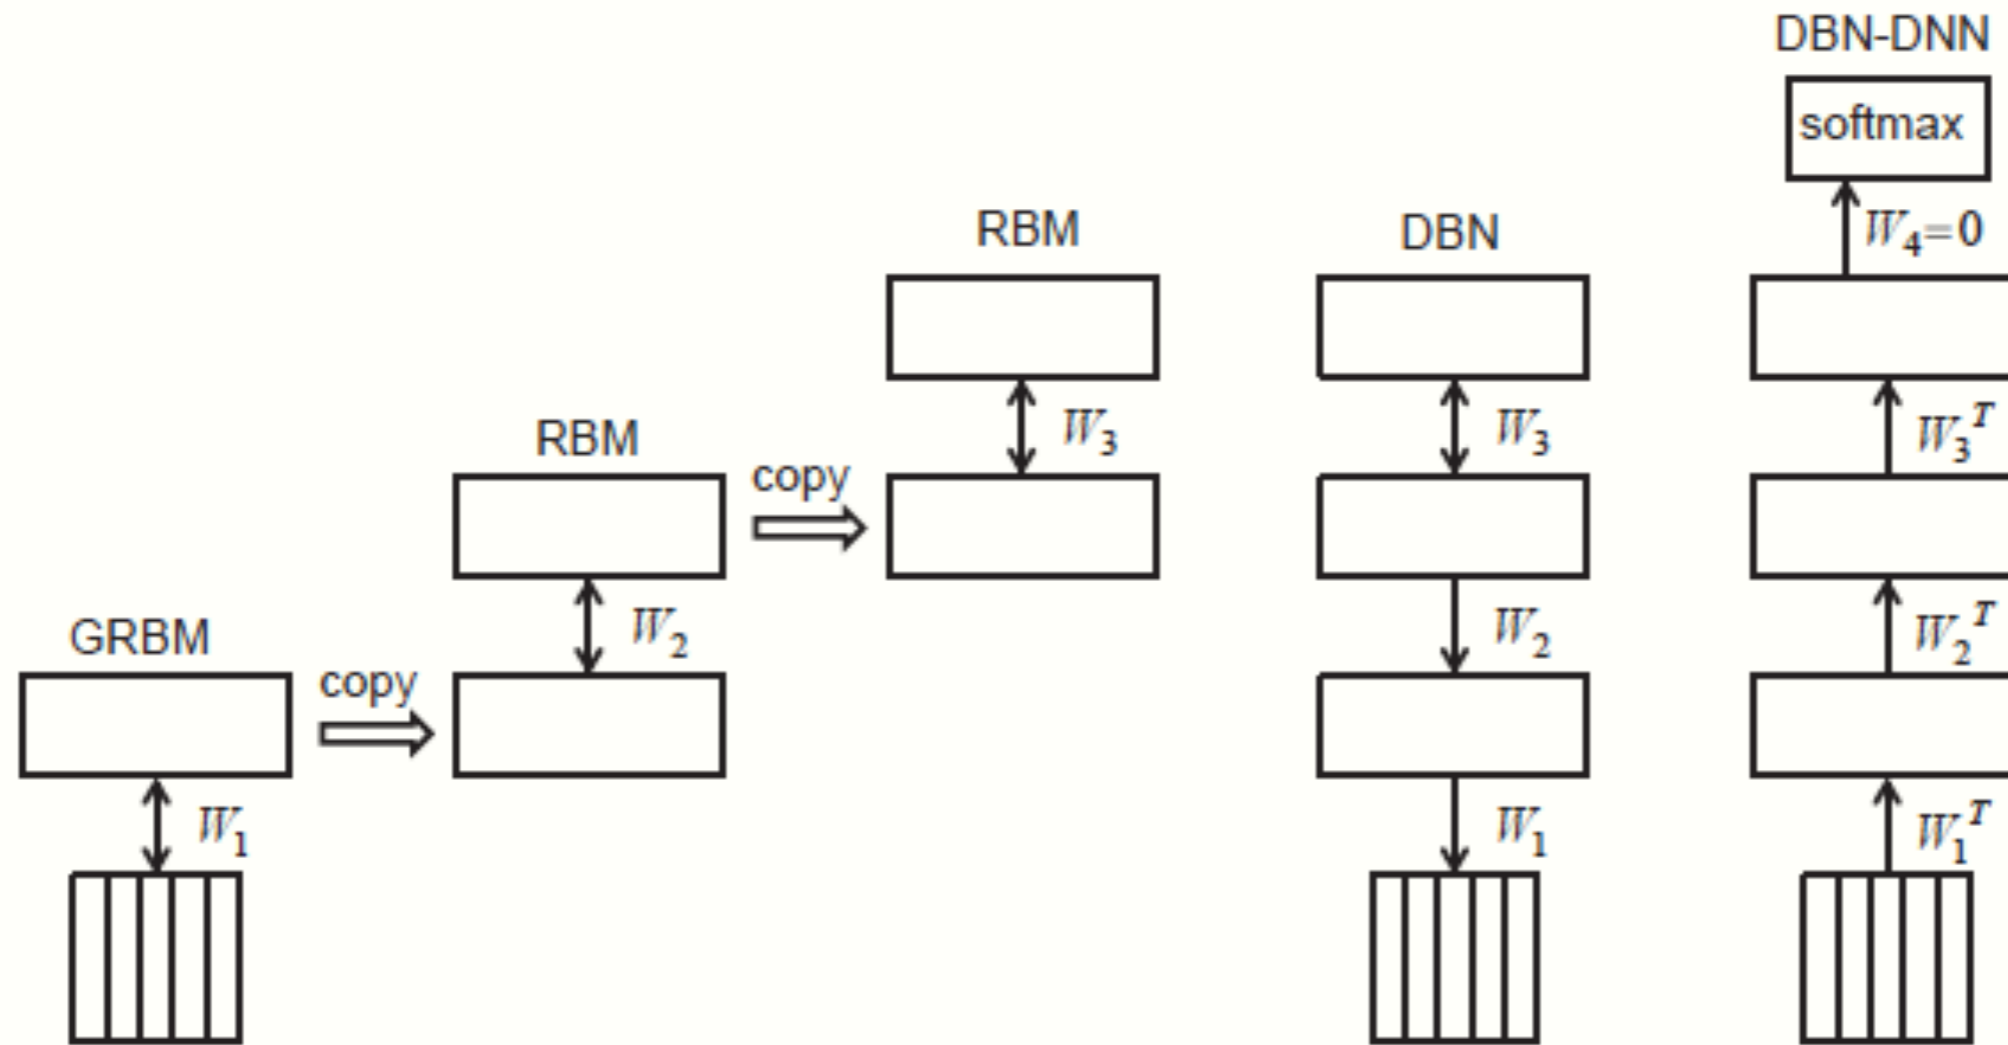 DBN-DNN
softmax
W₄=0
RBM
DBN
W₃
W₃
W₃ᵀ
RBM
copy
W₂
W₂
W₂ᵀ
GRBM
copy
W₁
W₁
W₁ᵀ